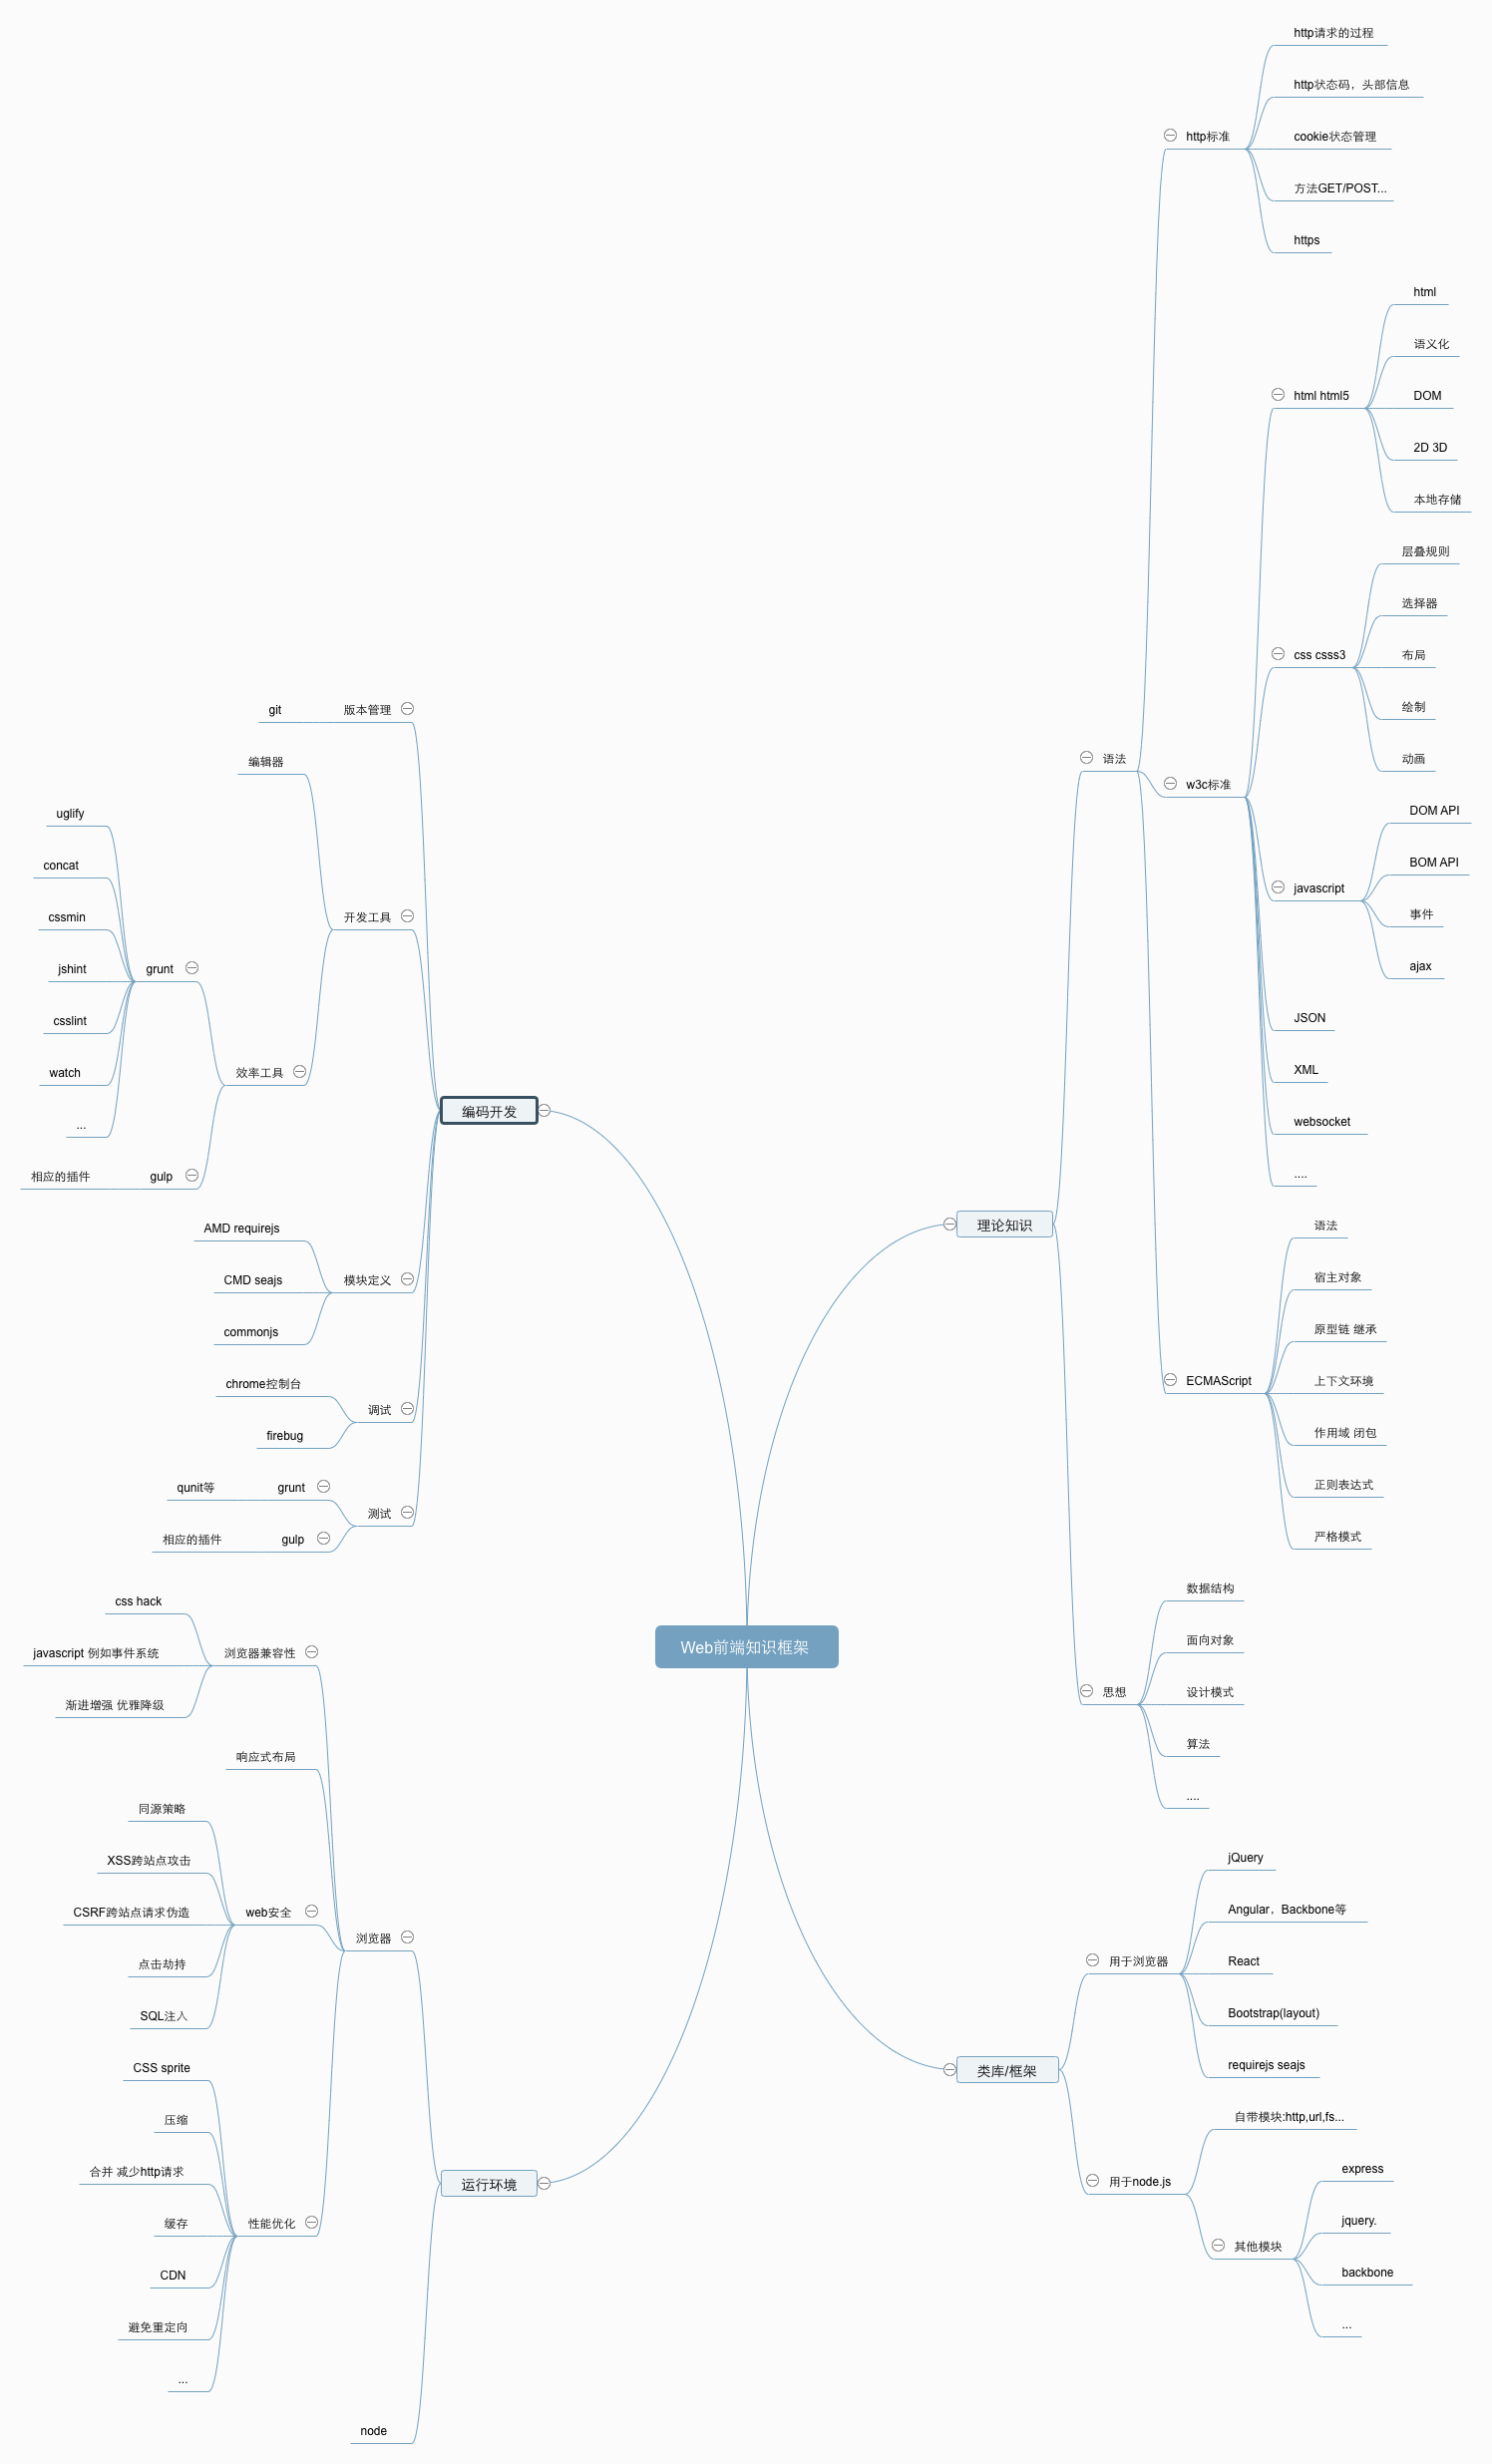 Web前端知识框架
理论知识
语法
http标准
http请求的过程
http状态码，头部信息
cookie状态管理
方法GET/POST...
https
w3c标准
html html5
html
语义化
DOM
2D 3D
本地存储
css csss3
层叠规则
选择器
布局
绘制
动画
javascript
DOM API
BOM API
事件
ajax
JSON
XML
websocket
....
ECMAScript
语法
宿主对象
原型链 继承
上下文环境
作用域 闭包
正则表达式
严格模式
思想
数据结构
面向对象
设计模式
算法
....
类库/框架
用于浏览器
jQuery
Angular，Backbone等
React
Bootstrap(layout)
requirejs seajs
用于node.js
自带模块:http,url,fs...
其他模块
express
jquery.
backbone
...
编码开发
版本管理
git
开发工具
编辑器
效率工具
grunt
uglify
concat
cssmin
jshint
csslint
watch
...
gulp
相应的插件
模块定义
AMD requirejs
CMD seajs
commonjs
调试
chrome控制台
firebug
测试
grunt
qunit等
gulp
相应的插件
运行环境
浏览器
浏览器兼容性
css hack
javascript 例如事件系统
渐进增强 优雅降级
响应式布局
web安全
同源策略
XSS跨站点攻击
CSRF跨站点请求伪造
点击劫持
SQL注入
性能优化
CSS sprite
压缩
合并 减少http请求
缓存
CDN
避免重定向
...
node